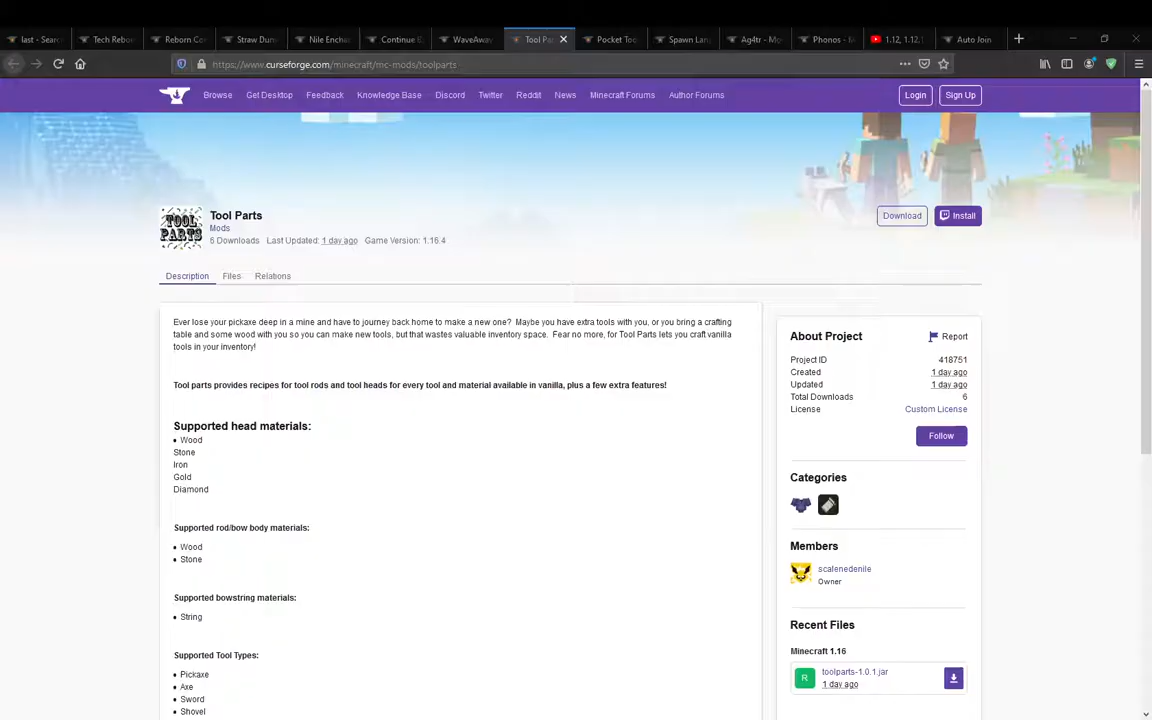 last - Sear
Tech Rebo
Reborn Co
Straw Dum
Nile Ench
Continue
WaveAway
Tool Pa
Pocket Too
Spawn Lan
Ag4tr - Mo
Phonos - M
1.12, 1.12.
Auto Join
https://www.curseforge.com/minecraft/mc-mods/toolparts
Browse Get Desktop Feedback Knowledge Base Discord Twitter Reddit News Minecraft Forums Author Forums Login Sign Up
TOOL
PARTS
Tool Parts
Mods
6 Downloads Last Updated: 1 day ago Game Version: 1.16.4
Download Install
Description Files Relations
Ever lose your pickaxe deep in a mine and have to journey back home to make a new one? Maybe you have extra tools with you, or you bring a crafting
table and some wood with you so you can make new tools, but that wastes valuable inventory space. Fear no more, for Tool Parts lets you craft vanilla
tools in your inventory!
Tool parts provides recipes for tool rods and tool heads for every tool and material available in vanilla, plus a few extra features!
Supported head materials:
• Wood
Stone
Iron
Gold
Diamond
Supported rod/bow body materials:
• Wood
• Stone
Supported bowstring materials:
• String
Supported Tool Types:
• Pickaxe
• Axe
• Sword
• Shovel
About Project Report
Project ID 418751
Created 1 day ago
Updated 1 day ago
Total Downloads 6
License Custom License
Follow
Categories
Members
scalenedenile
Owner
Recent Files
Minecraft 1.16
R toolparts-1.0.1.jar
1 day ago